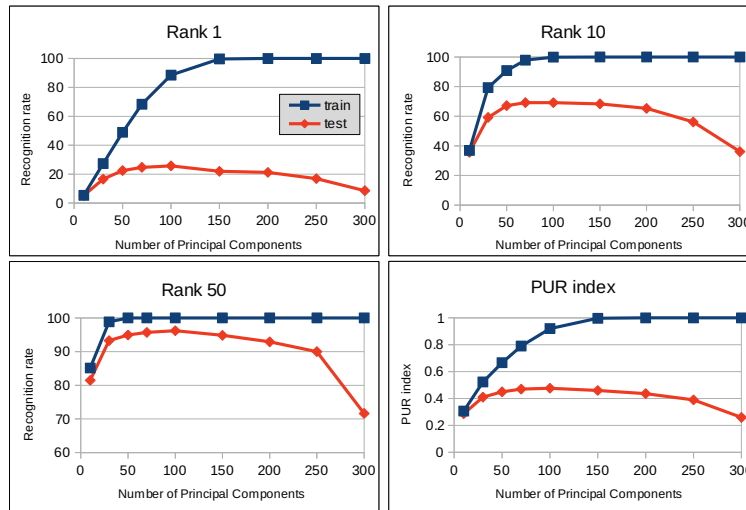 Rank 1
100
80
60
40
20
0
Recognition rate
train
test
0 50 100 150 200 250 300
Number of Principal Components
Rank 10
100
80
60
40
20
0
Recognition rate
0 50 100 150 200 250 300
Number of Principal Components
Rank 50
100
90
80
70
60
Recognition rate
0 50 100 150 200 250 300
Number of Principal Components
PUR index
1
0.8
0.6
0.4
0.2
0
PUR index
0 50 100 150 200 250 300
Number of Principal Components